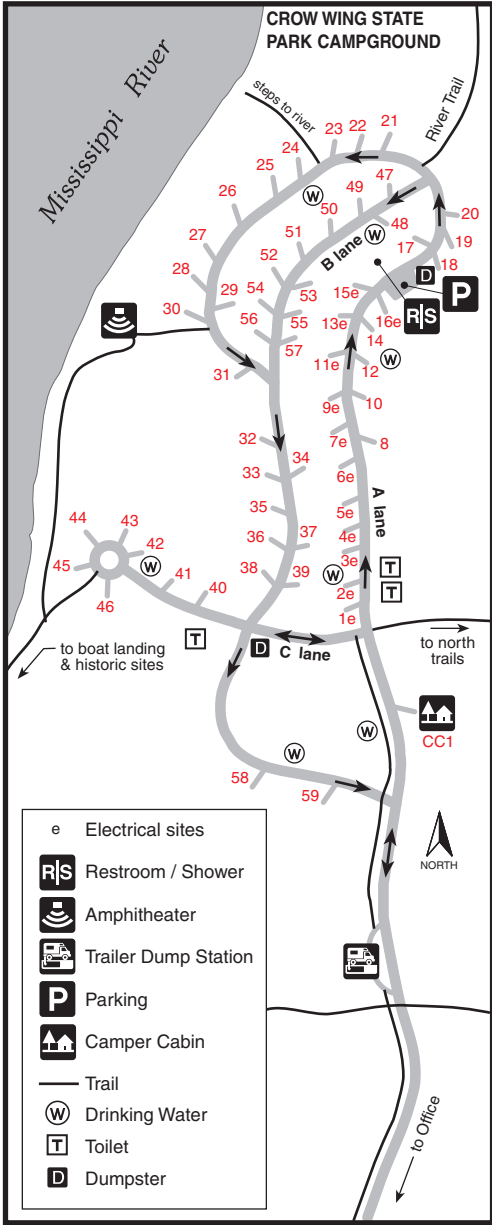 CROW WING STATE
PARK CAMPGROUND
Mississippi River
steps to river
River Trail
23
22
21
24
25
26
27
28
29
30
31
W
47
49
50
48
W
51
52
B lane
54
53
56
55
57
20
19
17
18
D
P
R|S
15e
16e
13e
14
11e
12
W
9e
10
7e
8
6e
5e
A lane
4e
3e
T
W
2e
T
1e
32
34
33
35
36
37
38
39
44
43
42
45
W
46
41
40
T
D
C lane
to boat landing
& historic sites
to north
trails
CC1
W
W
58
59
NORTH
e Electrical sites
R|S Restroom / Shower
Amphitheater
Trailer Dump Station
P Parking
Camper Cabin
Trail
W Drinking Water
T Toilet
D Dumpster
to Office